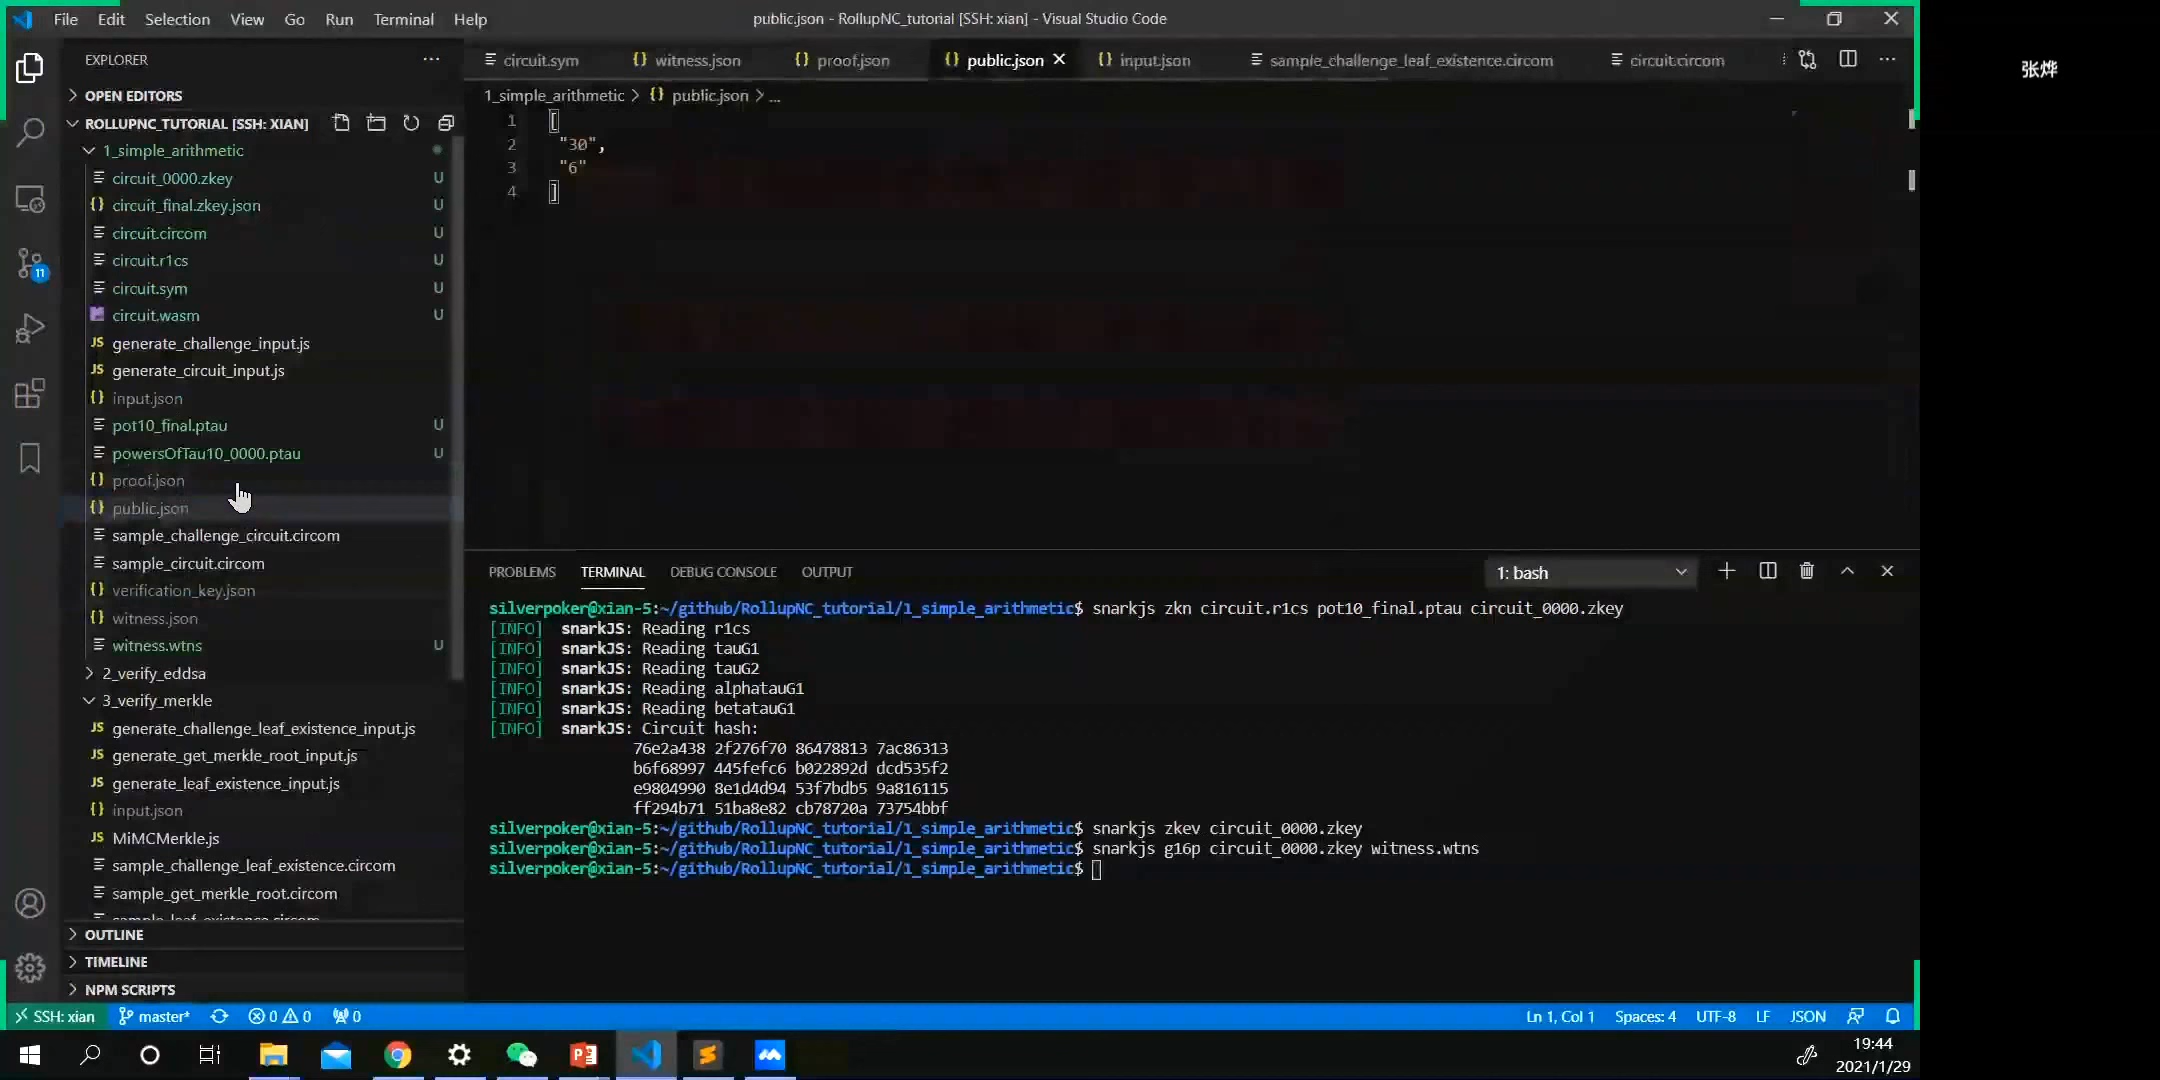 File Edit Selection View Go Run Terminal Help
public.json - RollupNC_tutorial [SSH: xian] - Visual Studio Code
张烨
EXPLORER
circuit.sym
witness.json
proof.json
public.json
input.json
sample_challenge_leaf_existence.circom
circuit.circom
OPEN EDITORS
ROLLUPNC_TUTORIAL [SSH: XIAN]
1_simple_arithmetic
circuit_0000.zkey U
circuit_final.zkey.json U
circuit.circom U
circuit.r1cs U
circuit.sym U
circuit.wasm U
generate_challenge_input.js
generate_circuit_input.js
input.json
pot10_final.ptau U
powersOfTau10_0000.ptau U
proof.json
public.json
sample_challenge_circuit.circom
sample_circuit.circom
verification_key.json
witness.json
witness.wtns U
2_verify_eddsa
3_verify_merkle
generate_challenge_leaf_existence_input.js
generate_get_merkle_root_input.js
generate_leaf_existence_input.js
input.json
MiMCMerkle.js
sample_challenge_leaf_existence.circom
sample_get_merkle_root.circom
sample_leaf_existence.circom
OUTLINE
TIMELINE
NPM SCRIPTS
11
1_simple_arithmetic > public.json > ...
1 [
2 "30",
3 "6"
4 ]
PROBLEMS TERMINAL DEBUG CONSOLE OUTPUT
1: bash
silverpoker@xian-5:~/github/RollupNC_tutorial/1_simple_arithmetic$ snarkjs zkn circuit.r1cs pot10_final.ptau circuit_0000.zkey
[INFO] snarkJS: Reading r1cs
[INFO] snarkJS: Reading tauG1
[INFO] snarkJS: Reading tauG2
[INFO] snarkJS: Reading alphatauG1
[INFO] snarkJS: Reading betatauG1
[INFO] snarkJS: Circuit hash:
76e2a438 2f276f70 86478813 7ac86313
b6f68997 445fefc6 b022892d dcd535f2
e9804990 8e1d4d94 53f7bdb5 9a816115
ff294b71 51ba8e82 cb78720a 73754bbf
silverpoker@xian-5:~/github/RollupNC_tutorial/1_simple_arithmetic$ snarkjs zkev circuit_0000.zkey
silverpoker@xian-5:~/github/RollupNC_tutorial/1_simple_arithmetic$ snarkjs g16p circuit_0000.zkey witness.wtns
silverpoker@xian-5:~/github/RollupNC_tutorial/1_simple_arithmetic$
SSH: xian master* 0 0 0
Ln 1, Col 1 Spaces: 4 UTF-8 LF JSON
19:44
2021/1/29